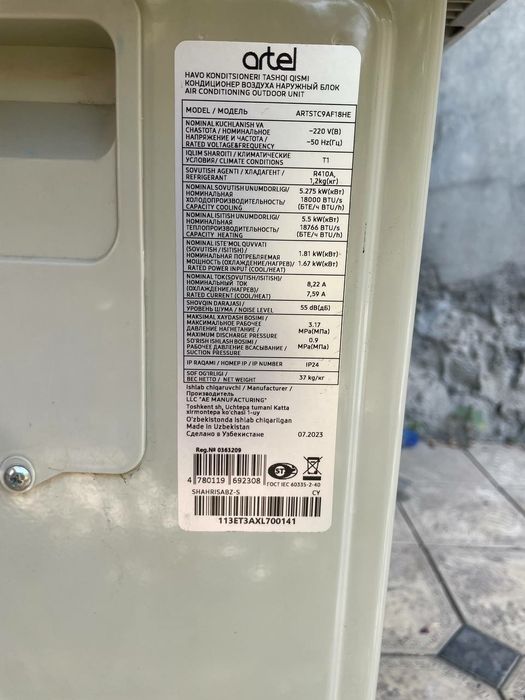 artel
HAVO KONDITSIONERI TASHQI QISMI
КОНДИЦИОНЕР ВОЗДУХА НАРУЖНЫЙ БЛОК
AIR CONDITIONING OUTDOOR UNIT
MODEL / МОДЕЛЬ ARTSTC9AF18HE
NOMINAL KUCHLANISH VA
CHASTOTA / НОМИНАЛЬНОЕ ~220 V(В)
НАПРЯЖЕНИЕ И ЧАСТОТА / ~50 Hz(Гц)
RATED VOLTAGE&FREQUENCY
IQLIM SHAROITI / КЛИМАТИЧЕСКИЕ
УСЛОВИЯ/ CLIMATE CONDITIONS T1
SOVUTISH AGENTI / ХЛАДАГЕНТ / R410A,
REFRIGERANT 1,2kg(кг)
NOMINAL SOVUTISH UNUMDORLIGI/ 5.275 kW(кВт)
НОМИНАЛЬНАЯ
ХОЛОДОПРОИЗВОДИТЕЛЬНОСТЬ/ 18000 BTU/s
CAPACITY COOLING (БТЕ/ч BTU/h)
NOMINAL ISITISH UNUMDORLIGI/ 5.5 kW(кВт)
НОМИНАЛЬНАЯ
ТЕПЛОПРОИЗВОДИТЕЛЬНОСТЬ/ 18766 BTU/s
CAPACITY HEATING (БТЕ/ч BTU/h)
NOMINAL ISTE'MOL QUVVATI
(SOVUTISH /ISITISH) /
НОМИНАЛЬНАЯ ПОТРЕБЛЯЕМАЯ 1.81 kW(кВт)
МОЩНОСТЬ (ОХЛАЖДЕНИЕ/НАГРЕВ)/ 1.67 kW(кВт)
RATED POWER INPUT (COOL/HEAT)
NOMINAL TOK(SOVUTISH/ISITISH)/
НОМИНАЛЬНЫЙ ТОК 8,22 A
(ОХЛАЖДЕНИЕ/НАГРЕВ)/
RATED CURRENT (COOL/HEAT) 7,59 A
SHOVQIN DARAJASI /
УРОВЕНЬ ШУМА / NOISE LEVEL 55 dB(дБ)
MAKSIMAL XAYDASH BOSIMI /
МАКСИМАЛЬНОЕ РАБОЧЕЕ 3.17
ДАВЛЕНИЕ НАГНЕТАНИЕ / MPa(МПа)
MAXIMUM DISCHARGE PRESSURE
SO'RISH ISHLASH BOSIMI / 0.9
РАБОЧЕЕ ДАВЛЕНИЕ ВСАСЫВАНИЕ / MPa(МПа)
SUCTION PRESSURE
IP RAQAMI / НОМЕР IP / IP NUMBER IP24
SOF OG'IRLIGI /
ВЕС НЕТТО / NET WEIGHT 37 kg/кг
Ishlab chiqaruvchi / Manufacturer /
Производитель
LLC "AE MANUFACTURING"
Toshkent sh, Uchtepa tumani Katta
xirmontepa ko'chasi 1-uy
O'zbekistonda ishlab chiqarilgan
Made in Uzbekistan
Сделано в Узбекистане 07.2023
Reg.№ 0363209
4 780119 692308
ГОСТ IEC 60335-2-40
SHAHRISABZ-S CY
113ET3AXL700141